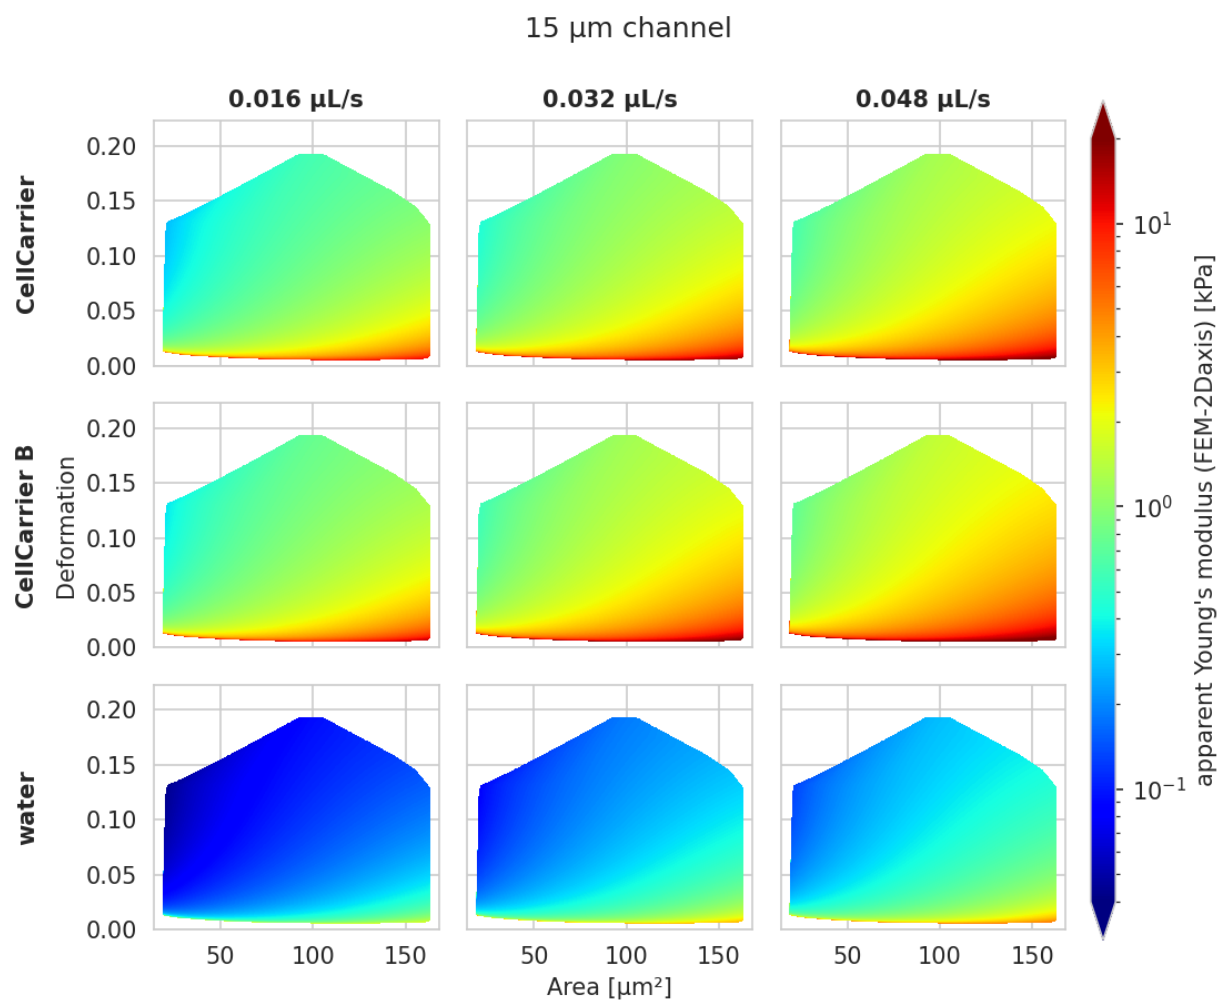 15 µm channel
0.016 µL/s
0.032 µL/s
0.048 µL/s
CellCarrier
0.20
0.15
0.10
0.05
0.00
CellCarrier B
Deformation
0.20
0.15
0.10
0.05
0.00
water
0.20
0.15
0.10
0.05
0.00
50 100 150
50 100 150
50 100 150
Area [µm²]
10¹
10⁰
10⁻¹
apparent Young's modulus (FEM-2Daxis) [kPa]